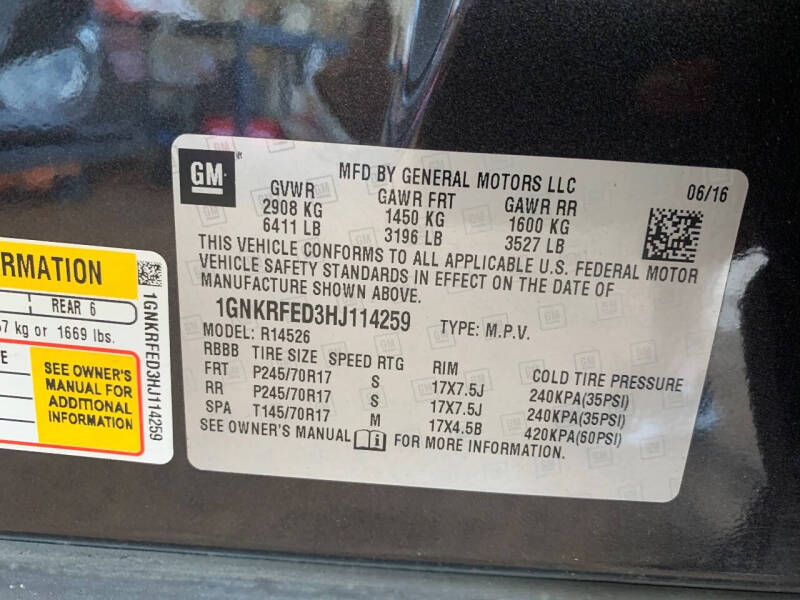 GM
MFD BY GENERAL MOTORS LLC
06/16
GVWR GAWR FRT GAWR RR
2908 KG 1450 KG 1600 KG
6411 LB 3196 LB 3527 LB
THIS VEHICLE CONFORMS TO ALL APPLICABLE U.S. FEDERAL MOTOR
VEHICLE SAFETY STANDARDS IN EFFECT ON THE DATE OF
MANUFACTURE SHOWN ABOVE.
1GNKRFED3HJ114259 TYPE: M.P.V.
MODEL: R14526
RBBB TIRE SIZE SPEED RTG RIM COLD TIRE PRESSURE
FRT P245/70R17 S 17X7.5J 240KPA(35PSI)
RR P245/70R17 S 17X7.5J 240KPA(35PSI)
SPA T145/70R17 M 17X4.5B 420KPA(60PSI)
SEE OWNER'S MANUAL FOR MORE INFORMATION.
REAR 6
kg or 1669 lbs.
SEE OWNER'S
MANUAL FOR
ADDITIONAL
INFORMATION
1GNKRFED3HJ114259